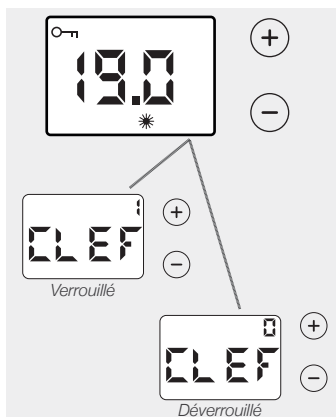 19.0
+
−
1
CLEF
+
−
Verrouillé
0
CLEF
+
−
Déverrouillé